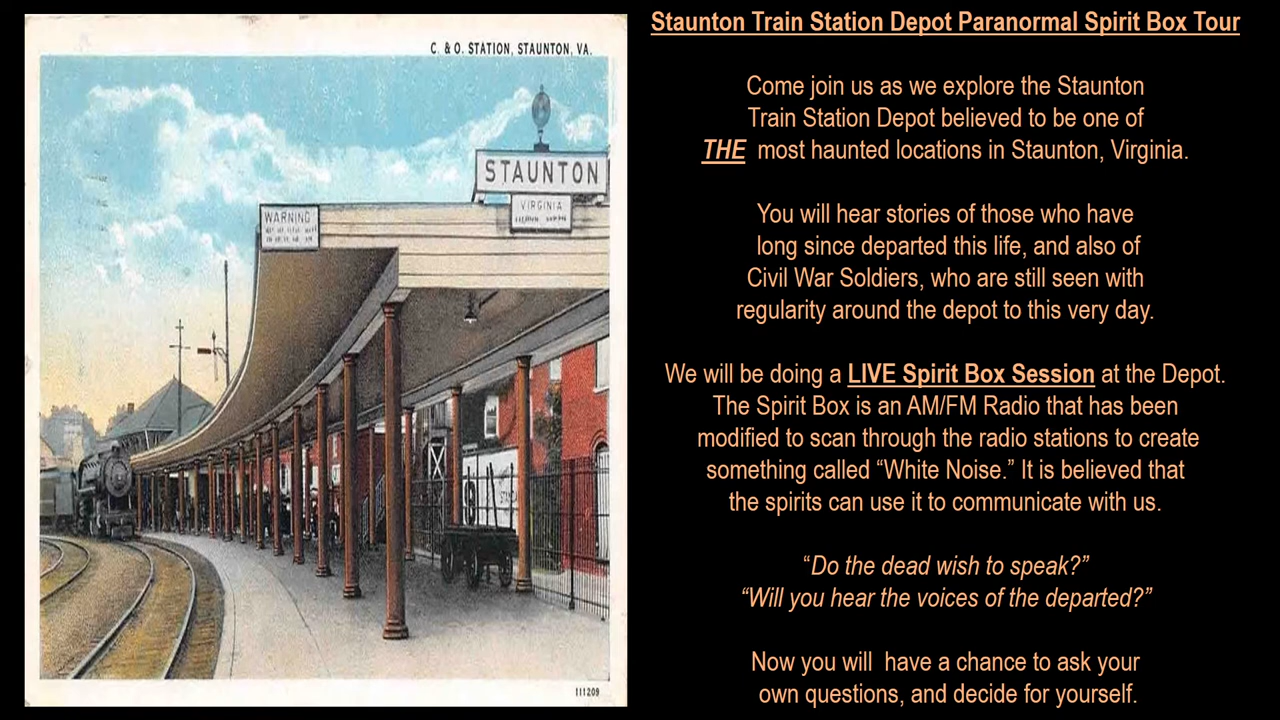 C. & O. STATION, STAUNTON, VA.
STAUNTON
VIRGINIA
WARNING
111209
Staunton Train Station Depot Paranormal Spirit Box Tour
Come join us as we explore the Staunton
Train Station Depot believed to be one of
THE most haunted locations in Staunton, Virginia.
You will hear stories of those who have
long since departed this life, and also of
Civil War Soldiers, who are still seen with
regularity around the depot to this very day.
We will be doing a LIVE Spirit Box Session at the Depot.
The Spirit Box is an AM/FM Radio that has been
modified to scan through the radio stations to create
something called “White Noise.” It is believed that
the spirits can use it to communicate with us.
“Do the dead wish to speak?”
“Will you hear the voices of the departed?”
Now you will have a chance to ask your
own questions, and decide for yourself.